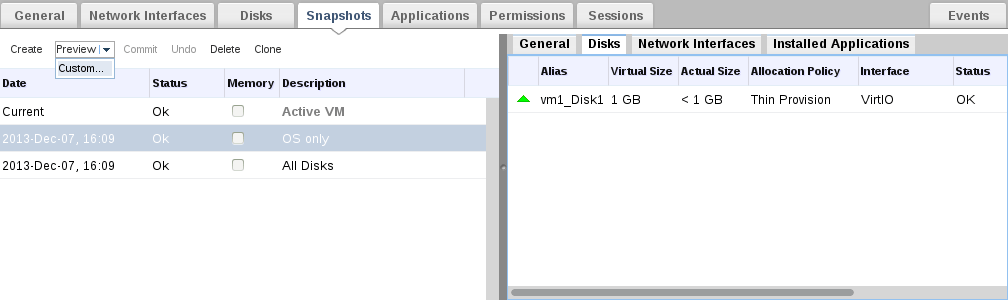 General Network Interfaces Disks Snapshots Applications Permissions Sessions Events
Create Preview Commit Undo Delete Clone
Custom...
Date Status Memory Description
Current Ok Active VM
2013-Dec-07, 16:09 Ok OS only
2013-Dec-07, 16:09 Ok All Disks
General Disks Network Interfaces Installed Applications
Alias Virtual Size Actual Size Allocation Policy Interface Status
vm1_Disk1 1 GB < 1 GB Thin Provision VirtIO OK